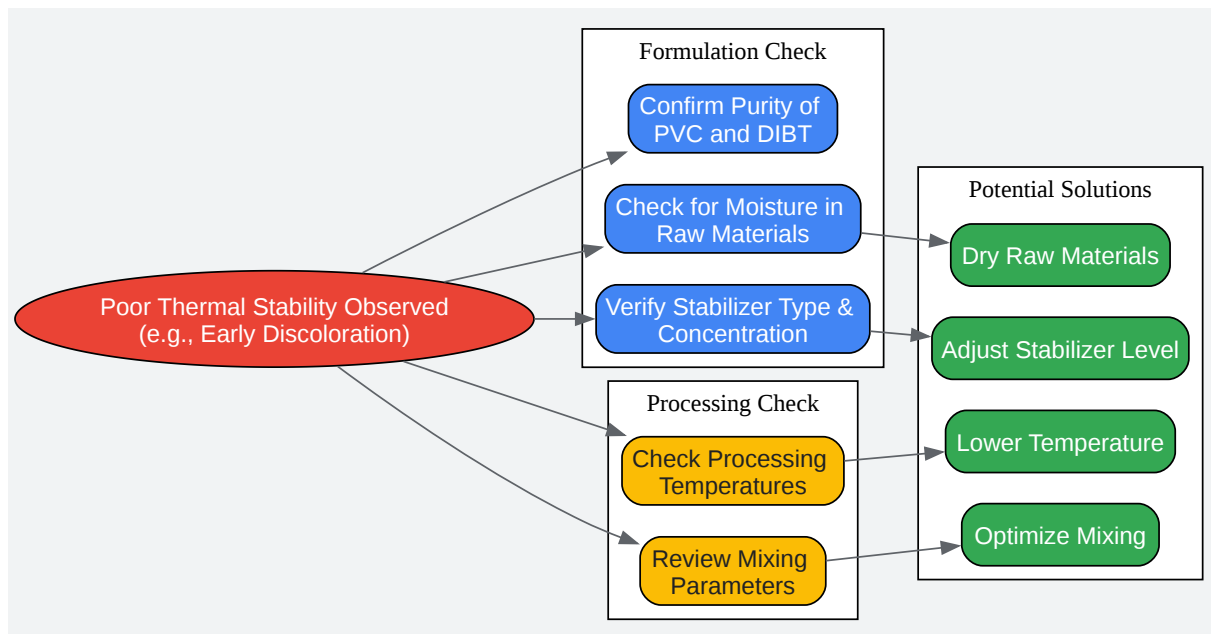 Formulation Check
Confirm Purity of
PVC and DIBT
Check for Moisture in
Raw Materials
Verify Stabilizer Type &
Concentration
Poor Thermal Stability Observed
(e.g., Early Discoloration)
Processing Check
Check Processing
Temperatures
Review Mixing
Parameters
Potential Solutions
Dry Raw Materials
Adjust Stabilizer Level
Lower Temperature
Optimize Mixing